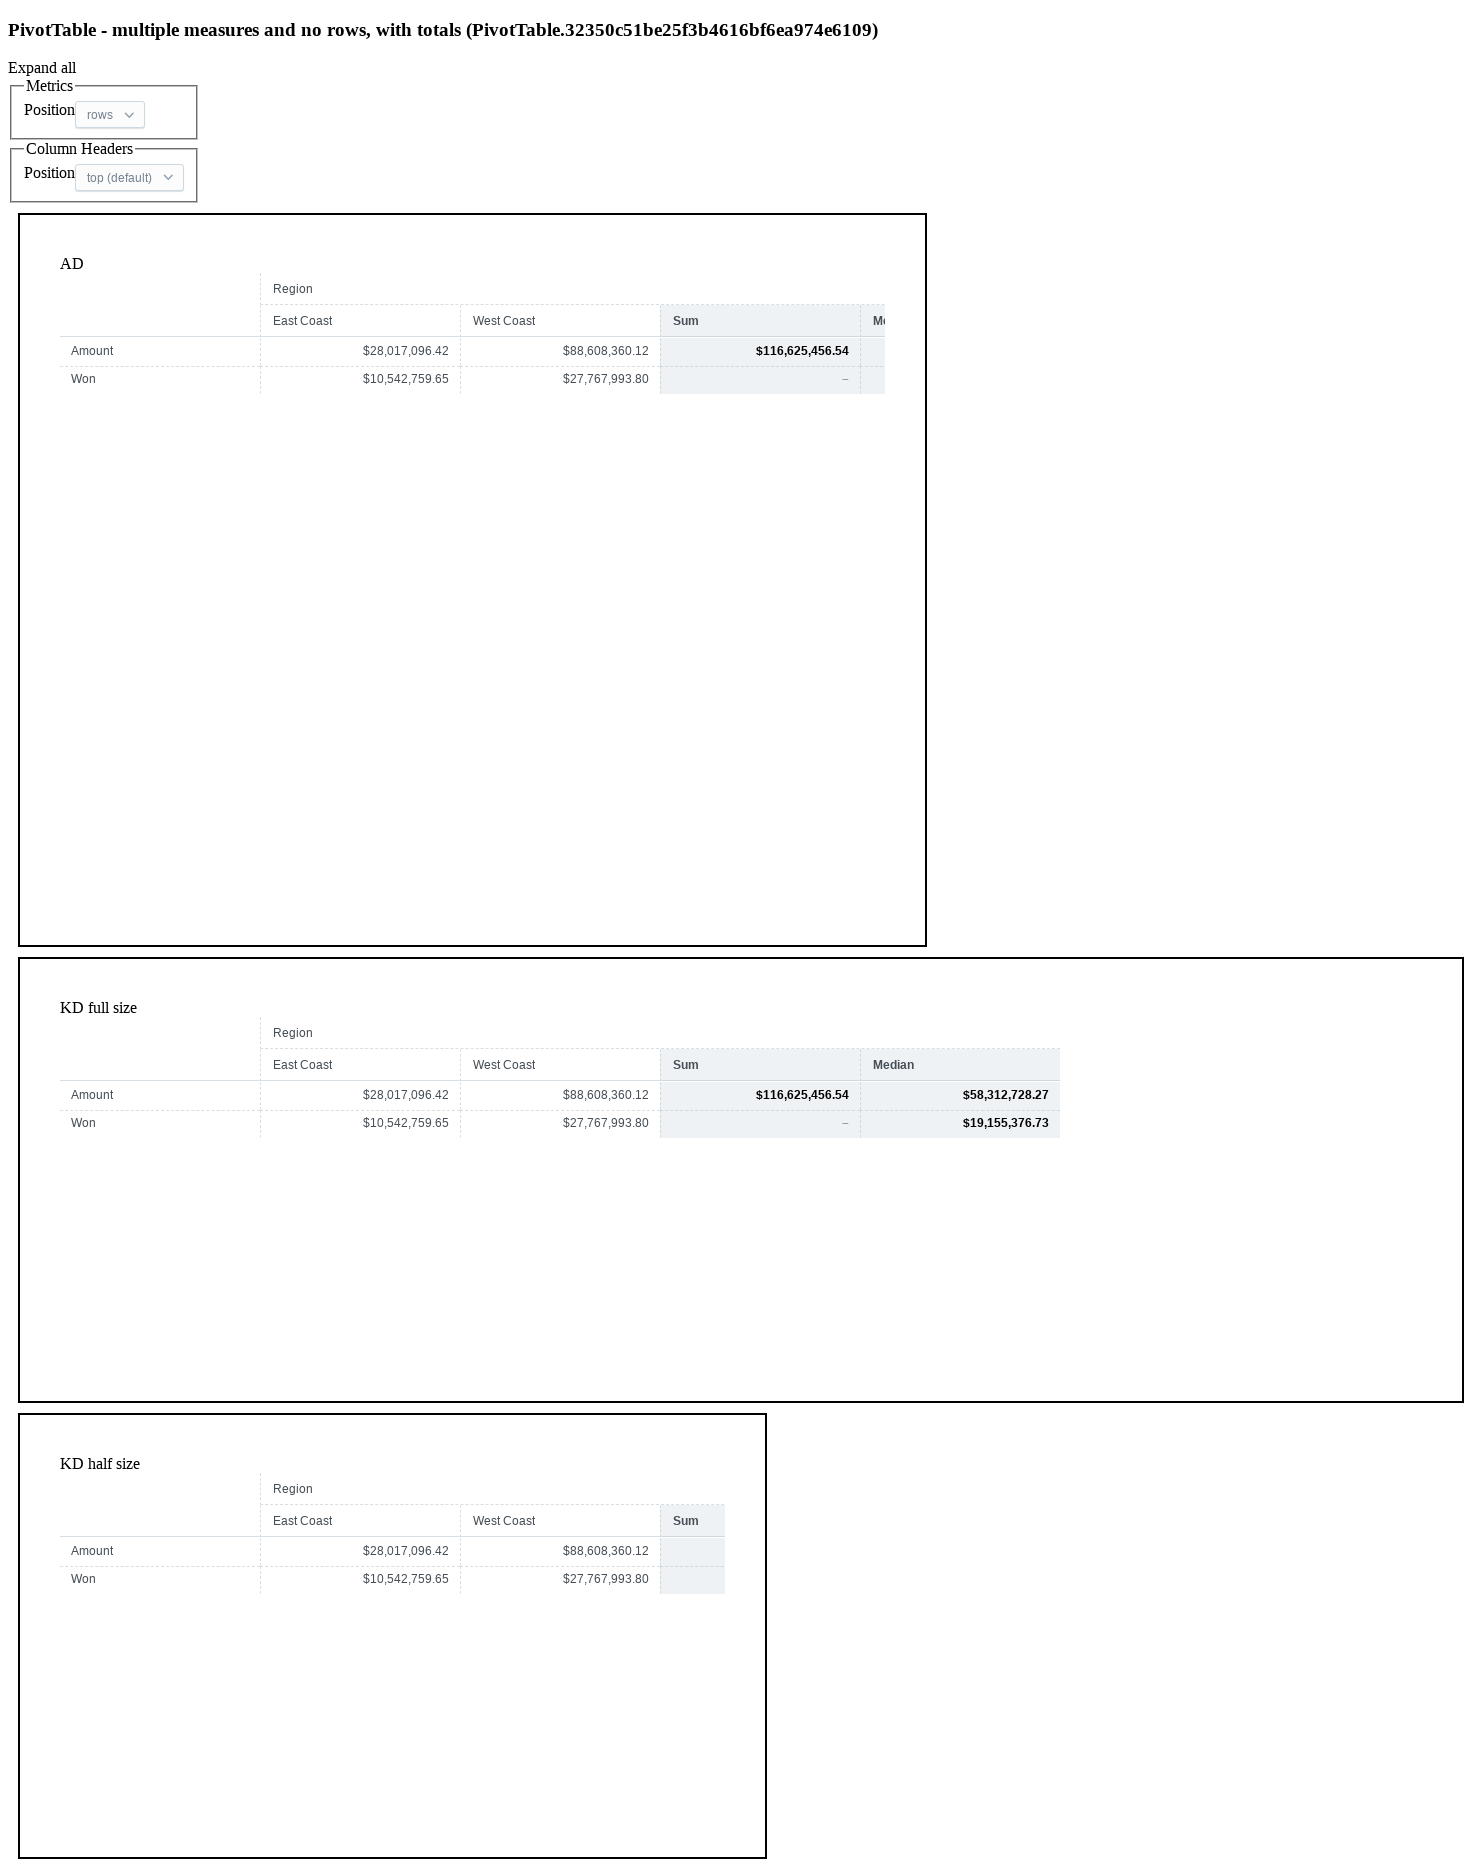 PivotTable - multiple measures and no rows, with totals (PivotTable.32350c51be25f3b4616bf6ea974e6109)
Expand all
Metrics
Position rows
Column Headers
Position top (default)
AD
Region
East Coast West Coast Sum
Amount $28,017,096.42 $88,608,360.12 $116,625,456.54
Won $10,542,759.65 $27,767,993.80 –
KD full size
Region
East Coast West Coast Sum Median
Amount $28,017,096.42 $88,608,360.12 $116,625,456.54 $58,312,728.27
Won $10,542,759.65 $27,767,993.80 – $19,155,376.73
KD half size
Region
East Coast West Coast Sum
Amount $28,017,096.42 $88,608,360.12
Won $10,542,759.65 $27,767,993.80